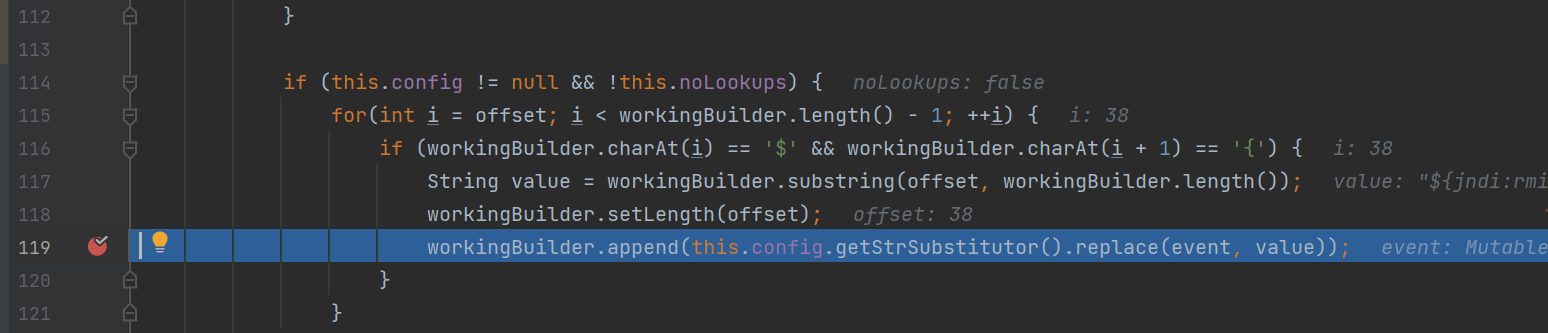 112 }
113
114 if (this.config != null && !this.noLookups) { noLookups: false
115 for(int i = offset; i < workingBuilder.length() - 1; ++i) { i: 38
116 if (workingBuilder.charAt(i) == '$' && workingBuilder.charAt(i + 1) == '{') { i: 38
117 String value = workingBuilder.substring(offset, workingBuilder.length()); value: "${jndi:rmi
118 workingBuilder.setLength(offset); offset: 38
119 workingBuilder.append(this.config.getStrSubstitutor().replace(event, value)); event: Mutable
120 }
121 }